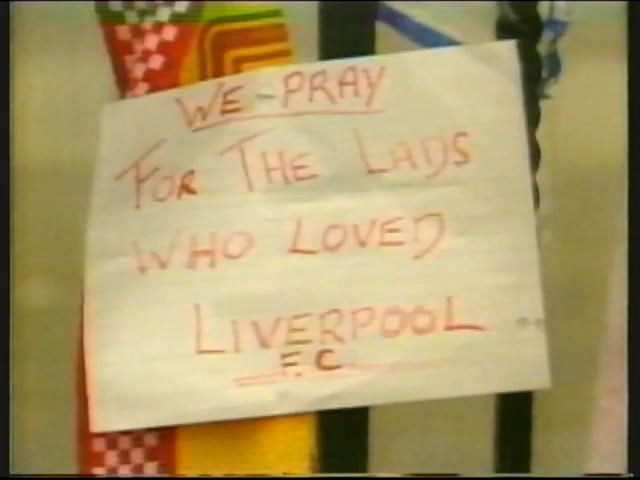 WE - PRAY
FOR THE LADS
WHO LOVED
LIVERPOOL
F.C